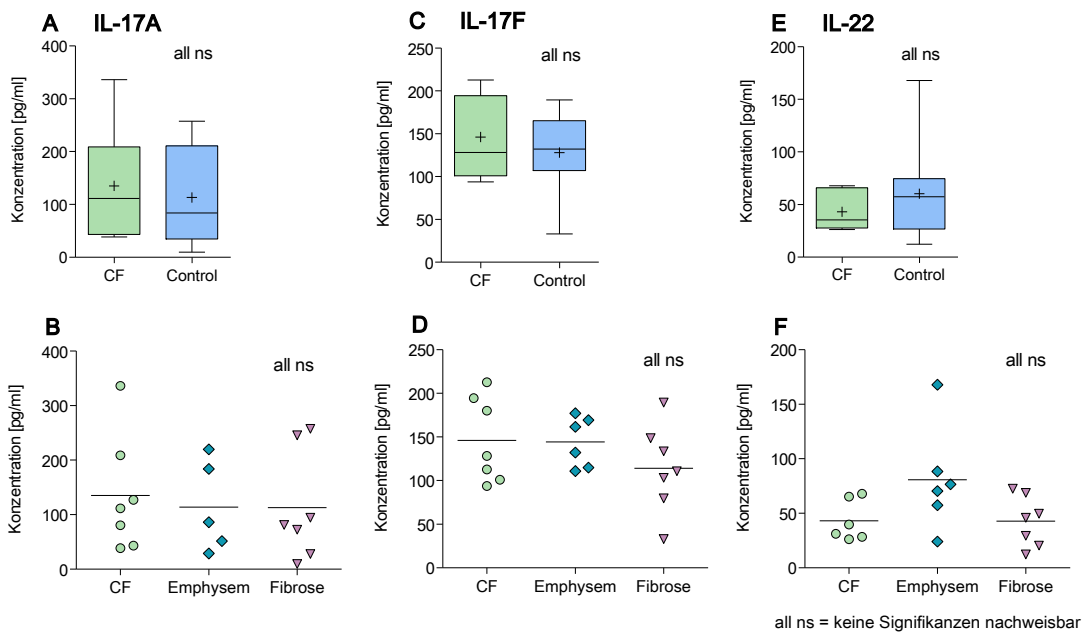 A IL-17A
all ns
Konzentration [pg/ml]
400
300
200
100
0
CF Control
C IL-17F
all ns
Konzentration [pg/ml]
250
200
150
100
50
0
CF Control
E IL-22
all ns
Konzentration [pg/ml]
200
150
100
50
0
CF Control
B
all ns
Konzentration [pg/ml]
400
300
200
100
0
CF Emphysem Fibrose
D
all ns
Konzentration [pg/ml]
250
200
150
100
50
0
CF Emphysem Fibrose
F
all ns
Konzentration [pg/ml]
200
150
100
50
0
CF Emphysem Fibrose
all ns = keine Signifikanzen nachweisbar